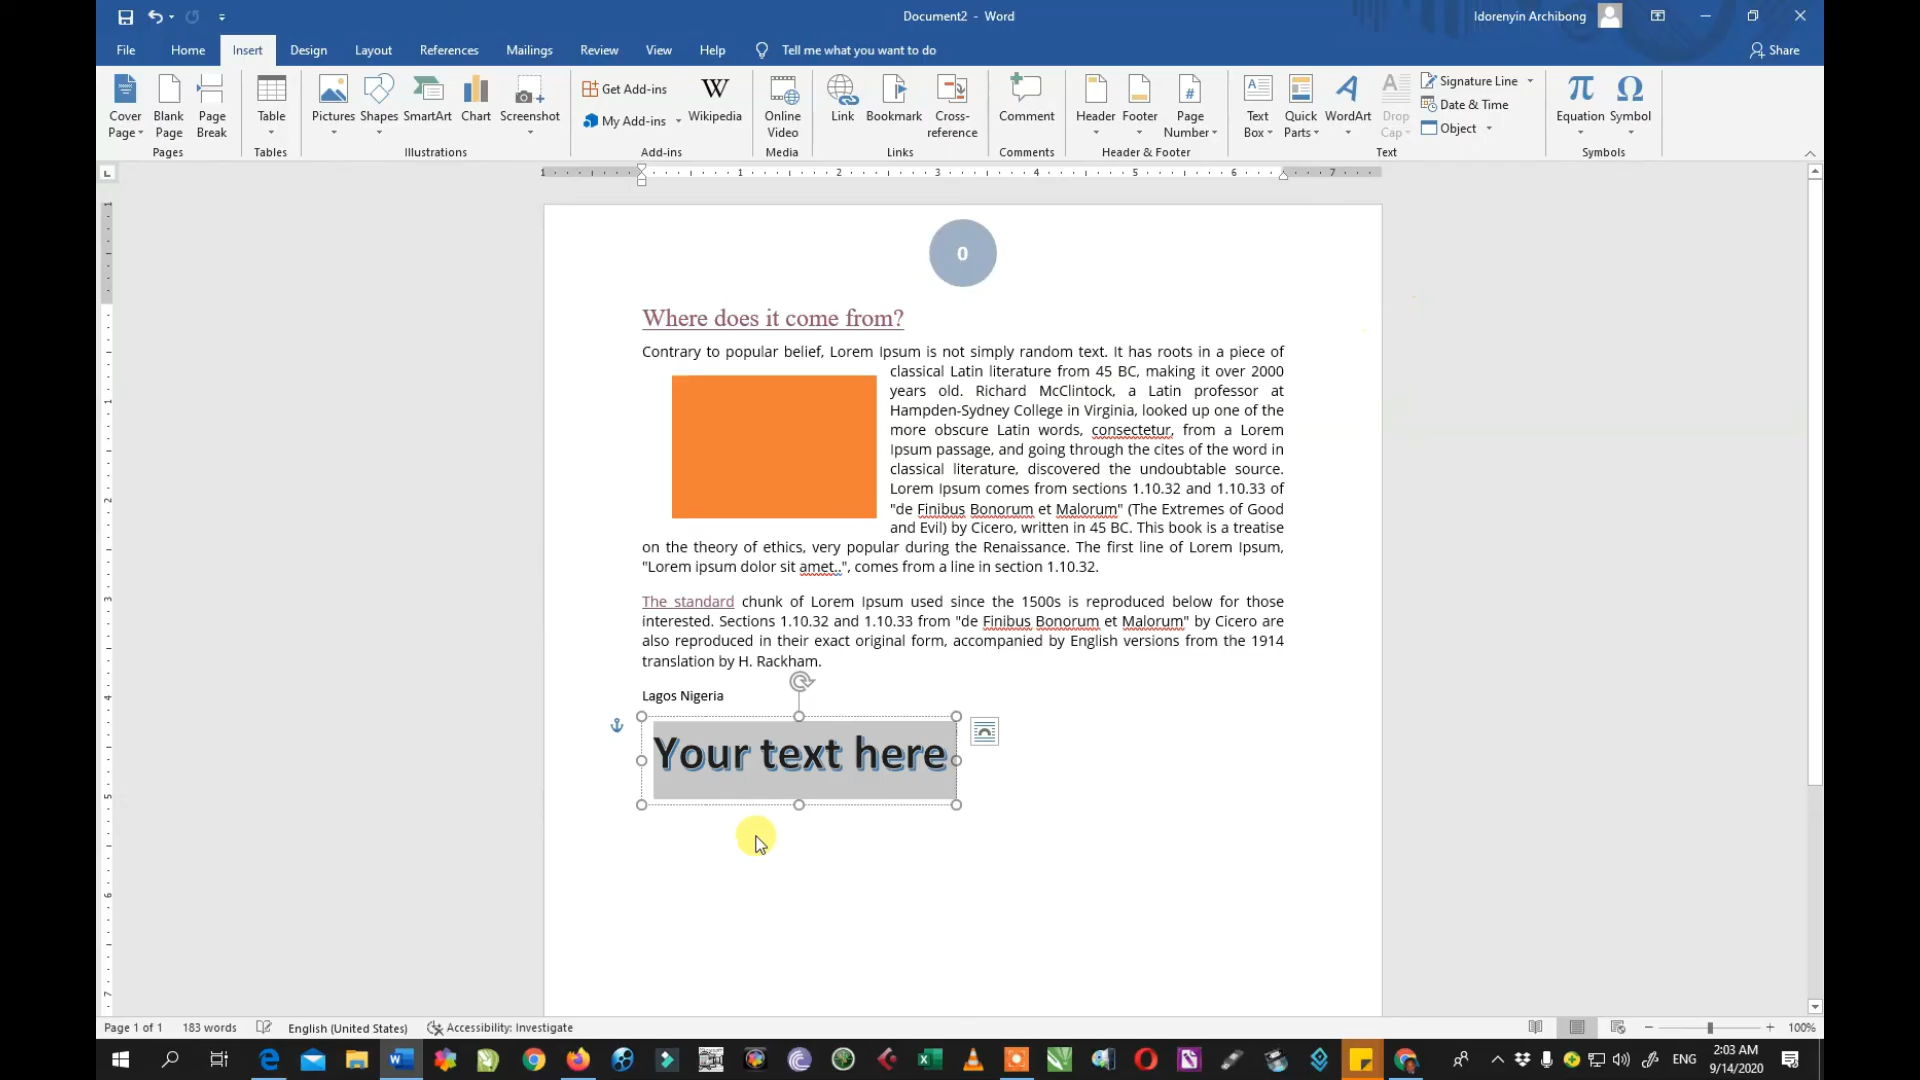 Document2 - Word
Idorenyin Archibong
File Home Insert Design Layout References Mailings Review View Help Tell me what you want to do
Share
Cover Page
Blank Page
Page Break
Pages
Table
Tables
Pictures Shapes SmartArt Chart Screenshot
Illustrations
Get Add-ins
My Add-ins
Wikipedia
Add-ins
Online Video
Media
Link Bookmark Cross-reference
Links
Comment
Comments
Header Footer Page Number
Header & Footer
Text Box
Quick Parts
WordArt
Drop Cap
Signature Line
Date & Time
Object
Text
Equation Symbol
Symbols
1 1 2 3 4 5 6 7
0
Where does it come from?
Contrary to popular belief, Lorem Ipsum is not simply random text. It has roots in a piece of
classical Latin literature from 45 BC, making it over 2000
years old. Richard McClintock, a Latin professor at
Hampden-Sydney College in Virginia, looked up one of the
more obscure Latin words, consectetur, from a Lorem
Ipsum passage, and going through the cites of the word in
classical literature, discovered the undoubtable source.
Lorem Ipsum comes from sections 1.10.32 and 1.10.33 of
"de Finibus Bonorum et Malorum" (The Extremes of Good
and Evil) by Cicero, written in 45 BC. This book is a treatise
on the theory of ethics, very popular during the Renaissance. The first line of Lorem Ipsum,
"Lorem ipsum dolor sit amet..", comes from a line in section 1.10.32.
The standard chunk of Lorem Ipsum used since the 1500s is reproduced below for those
interested. Sections 1.10.32 and 1.10.33 from "de Finibus Bonorum et Malorum" by Cicero are
also reproduced in their exact original form, accompanied by English versions from the 1914
translation by H. Rackham.
Lagos Nigeria
Your text here
Page 1 of 1 183 words English (United States) Accessibility: Investigate
100%
ENG
2:03 AM
9/14/2020